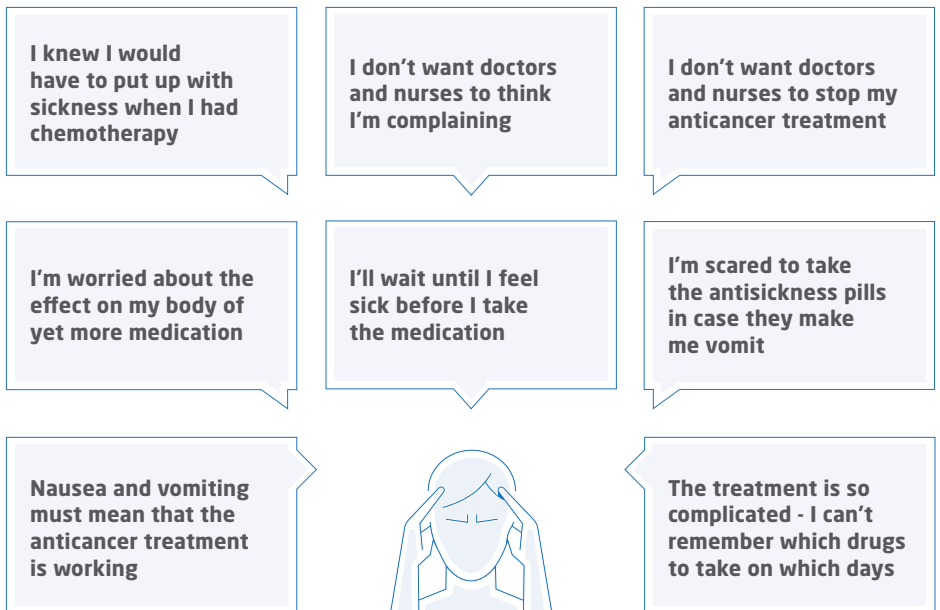 I knew I would
have to put up with
sickness when I had
chemotherapy
I don't want doctors
and nurses to think
I'm complaining
I don't want doctors
and nurses to stop my
anticancer treatment
I'm worried about the
effect on my body of
yet more medication
I'll wait until I feel
sick before I take
the medication
I'm scared to take
the antisickness pills
in case they make
me vomit
Nausea and vomiting
must mean that the
anticancer treatment
is working
The treatment is so
complicated - I can't
remember which drugs
to take on which days